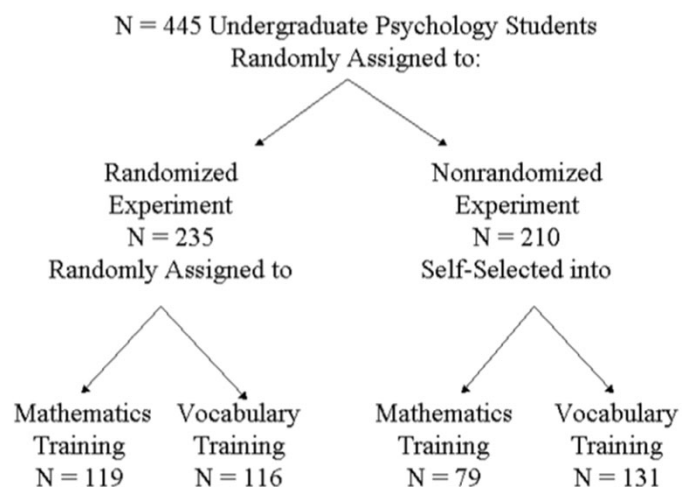 N = 445 Undergraduate Psychology Students
Randomly Assigned to:
Randomized
Experiment
N = 235
Randomly Assigned to
Nonrandomized
Experiment
N = 210
Self-Selected into
Mathematics
Training
N = 119
Vocabulary
Training
N = 116
Mathematics
Training
N = 79
Vocabulary
Training
N = 131